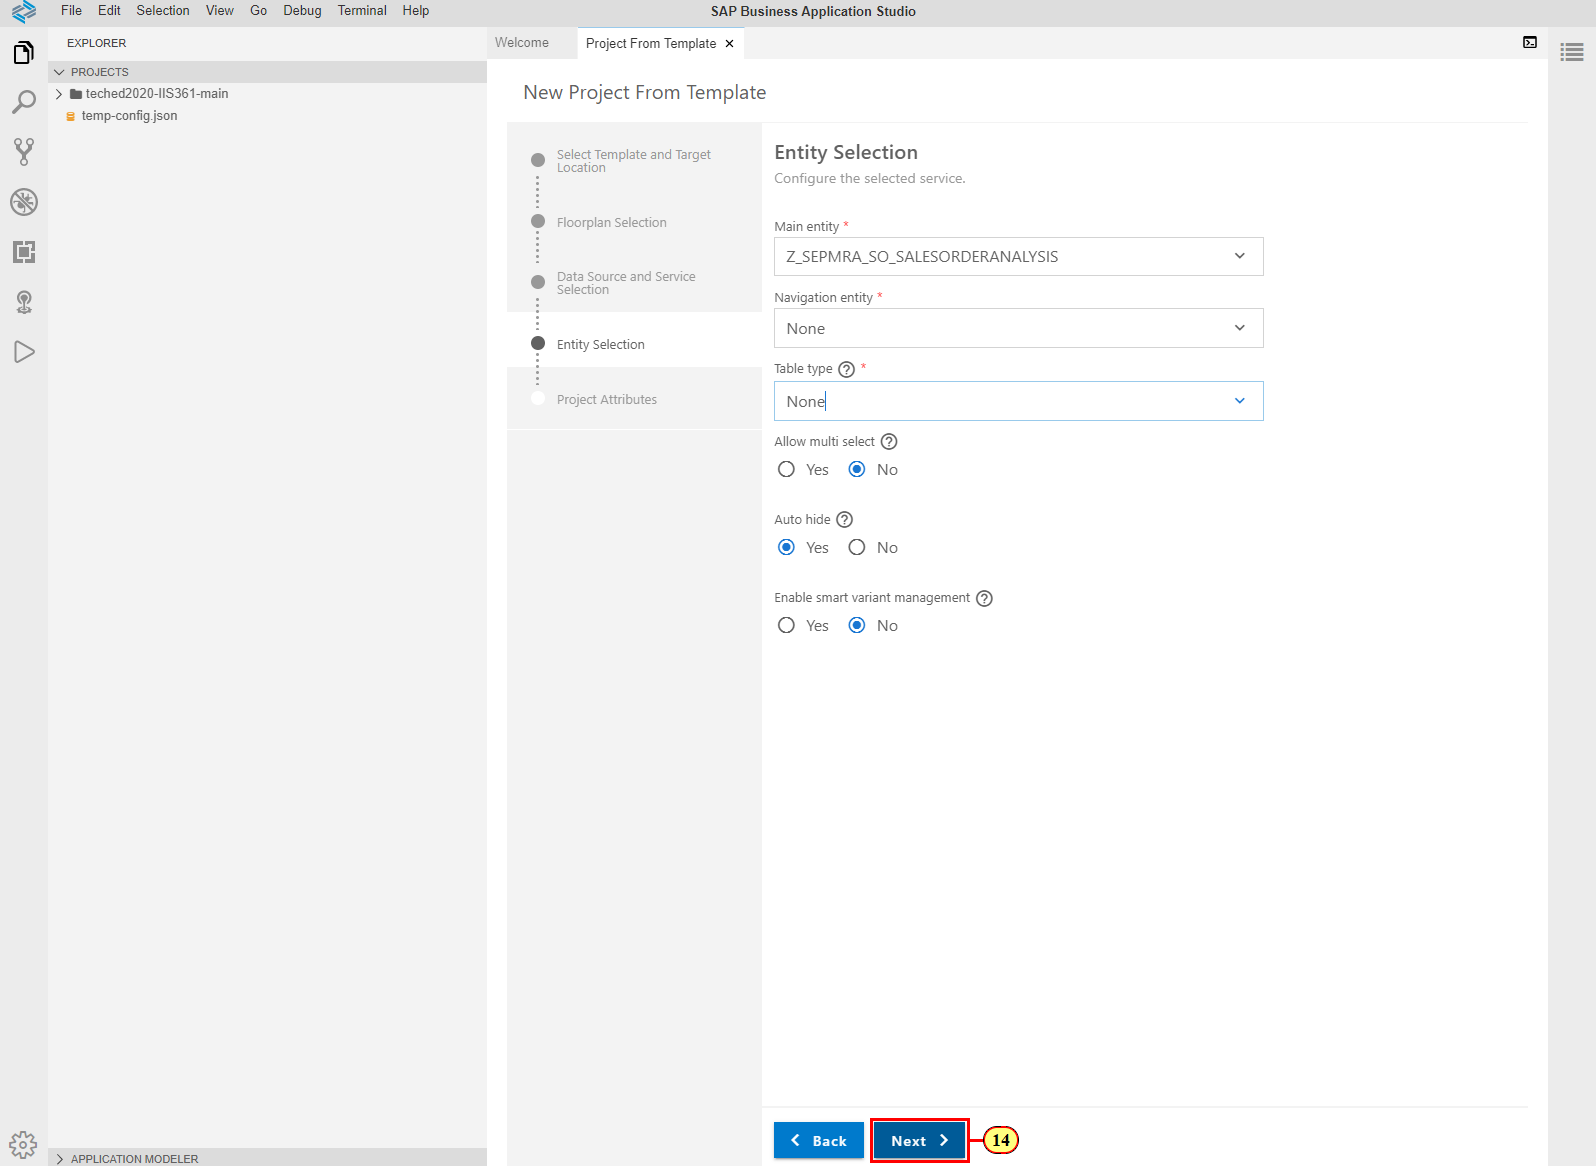 File Edit Selection View Go Debug Terminal Help
SAP Business Application Studio
EXPLORER
PROJECTS
teched2020-IIS361-main
temp-config.json
APPLICATION MODELER
Welcome
Project From Template
New Project From Template
Select Template and Target
Location
Floorplan Selection
Data Source and Service
Selection
Entity Selection
Project Attributes
Entity Selection
Configure the selected service.
Main entity *
Z_SEPMRA_SO_SALESORDERANALYSIS
Navigation entity *
None
Table type ? *
None
Allow multi select ?
Yes No
Auto hide ?
Yes No
Enable smart variant management ?
Yes No
Back Next 14